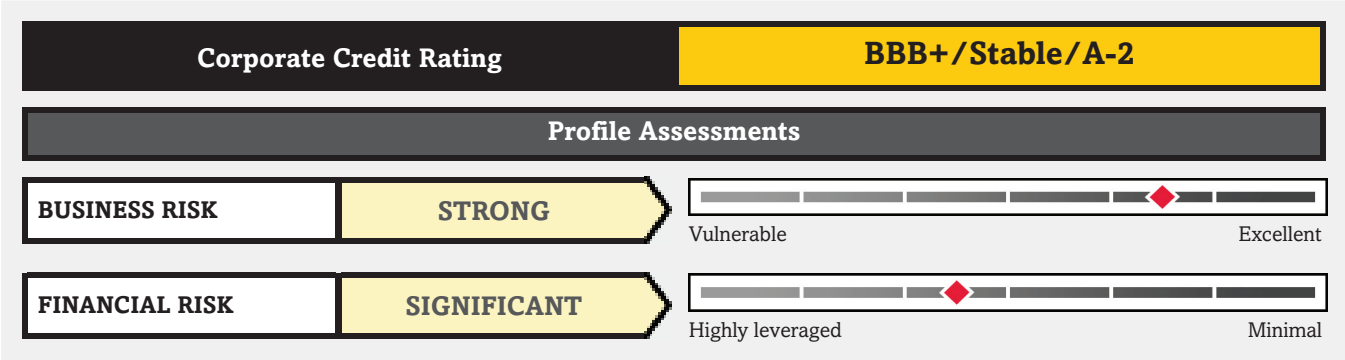 Corporate Credit Rating
BBB+/Stable/A-2
Profile Assessments
BUSINESS RISK
STRONG
Vulnerable
Excellent
FINANCIAL RISK
SIGNIFICANT
Highly leveraged
Minimal